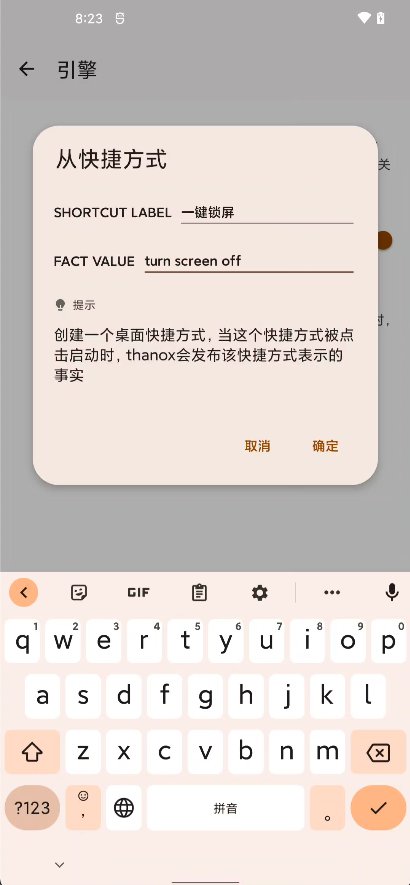 8:23
引擎
关
从快捷方式
SHORTCUT LABEL 一键锁屏
FACT VALUE turn screen off
提示
时,
创建一个桌面快捷方式, 当这个快捷方式被点
击启动时, thanox会发布该快捷方式表示的
事实
取消 确定
GIF
q1 w2 e3 r4 t5 y6 u7 i8 o9 p0
a s d f g h j k l
z x c v b n m
?123 , 拼音 。